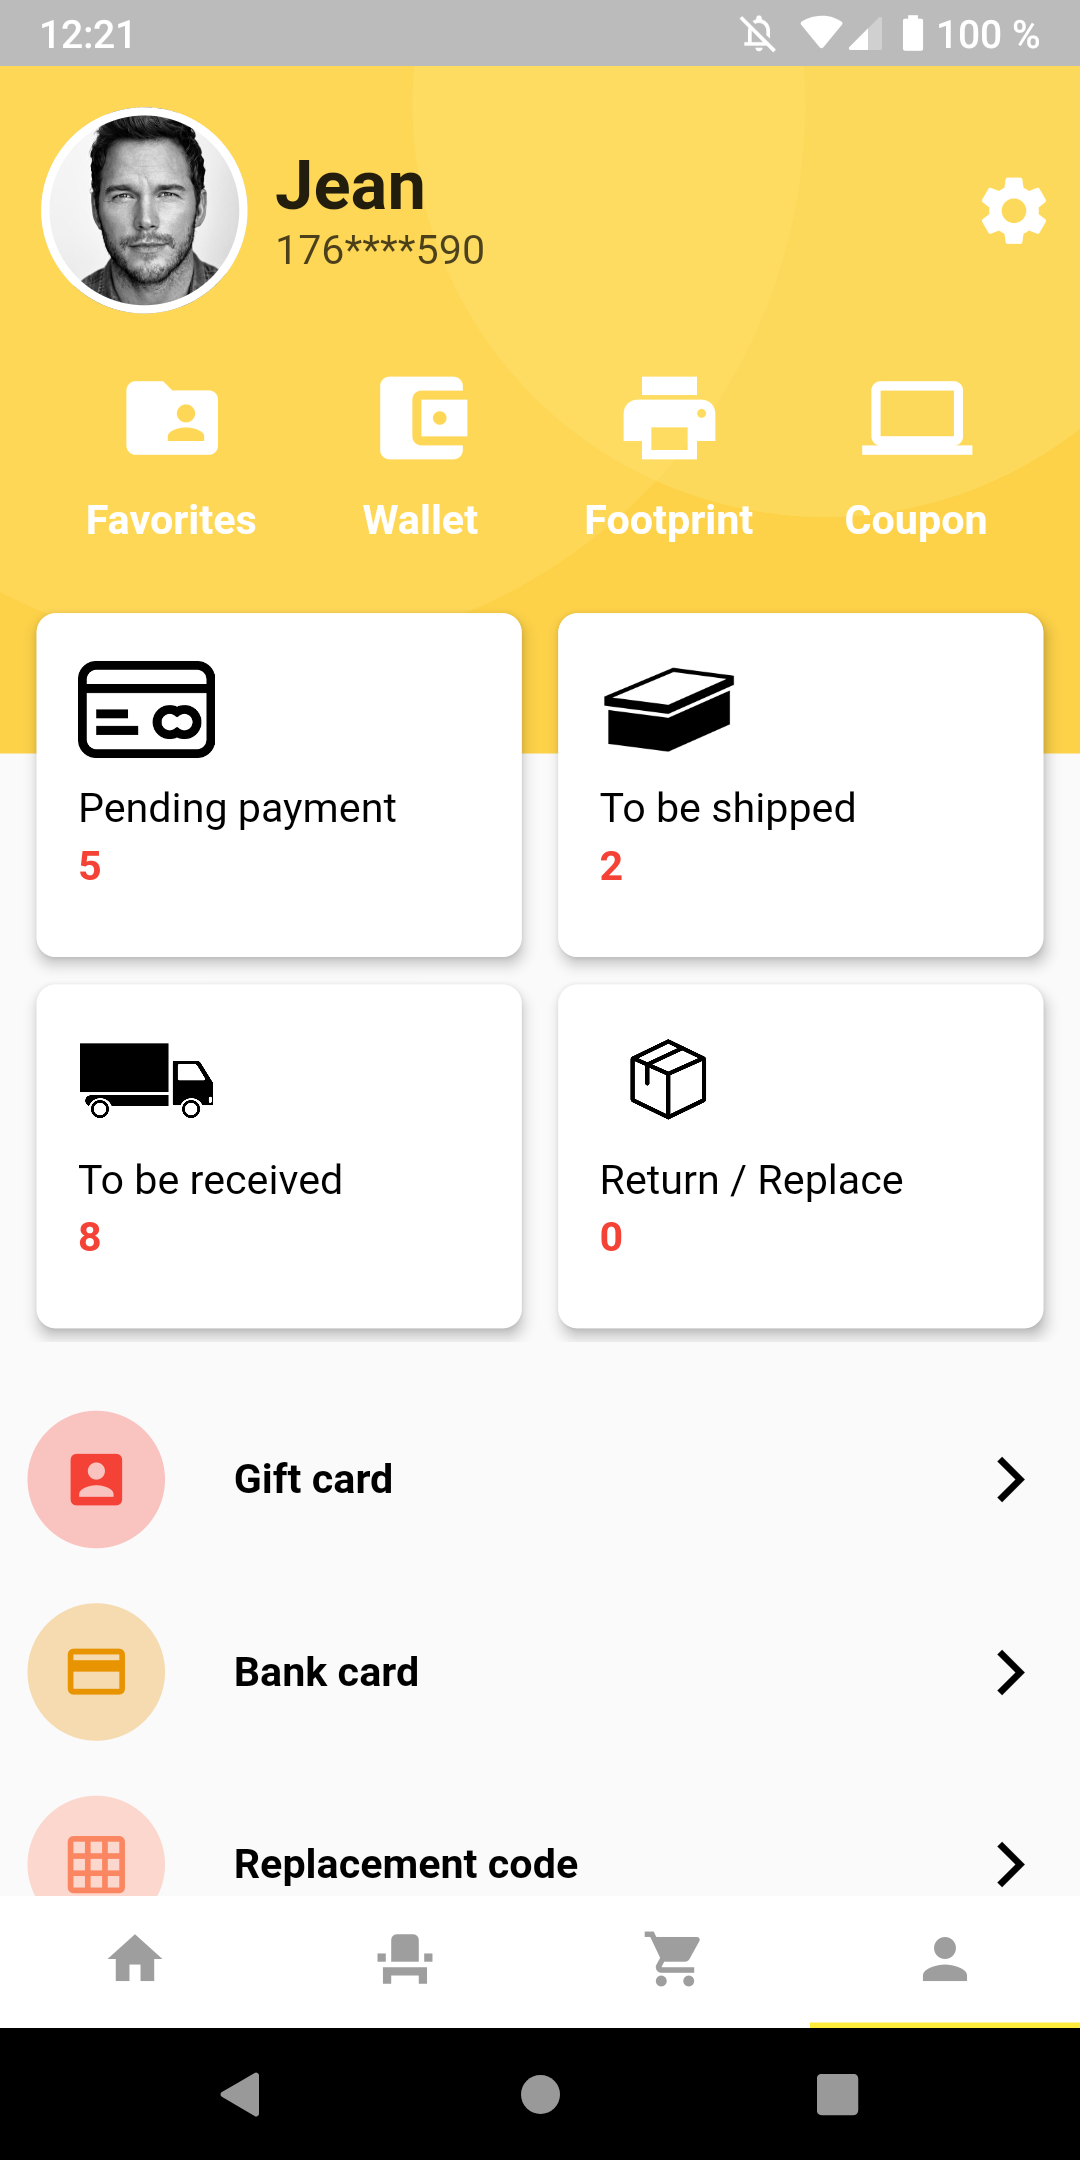 12:21
100 %
Jean
176****590
Favorites
Wallet
Footprint
Coupon
Pending payment
5
To be shipped
2
To be received
8
Return / Replace
0
Gift card
Bank card
Replacement code